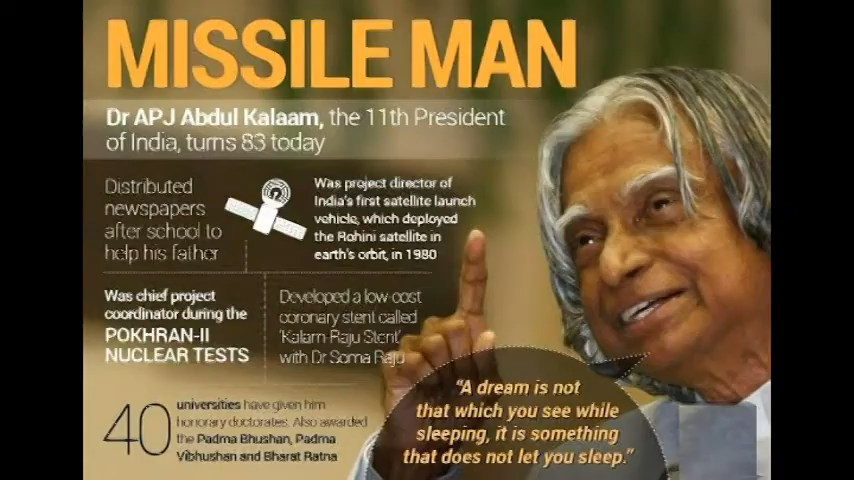 MISSILE MAN
Dr APJ Abdul Kalaam, the 11th President
of India, turns 83 today
Distributed
newspapers
after school to
help his father
Was project director of
India's first satellite launch
vehicle, which deployed
the Rohini satellite in
earth's orbit, in 1980
Was chief project
coordinator during the
POKHRAN-II
NUCLEAR TESTS
Developed a low-cost
coronary stent called
'Kalam-Raju Stent'
with Dr Soma Raju
40
universities have given him
honorary doctorates. Also awarded
the Padma Bhushan, Padma
Vibhushan and Bharat Ratna
"A dream is not
that which you see while
sleeping, it is something
that does not let you sleep."